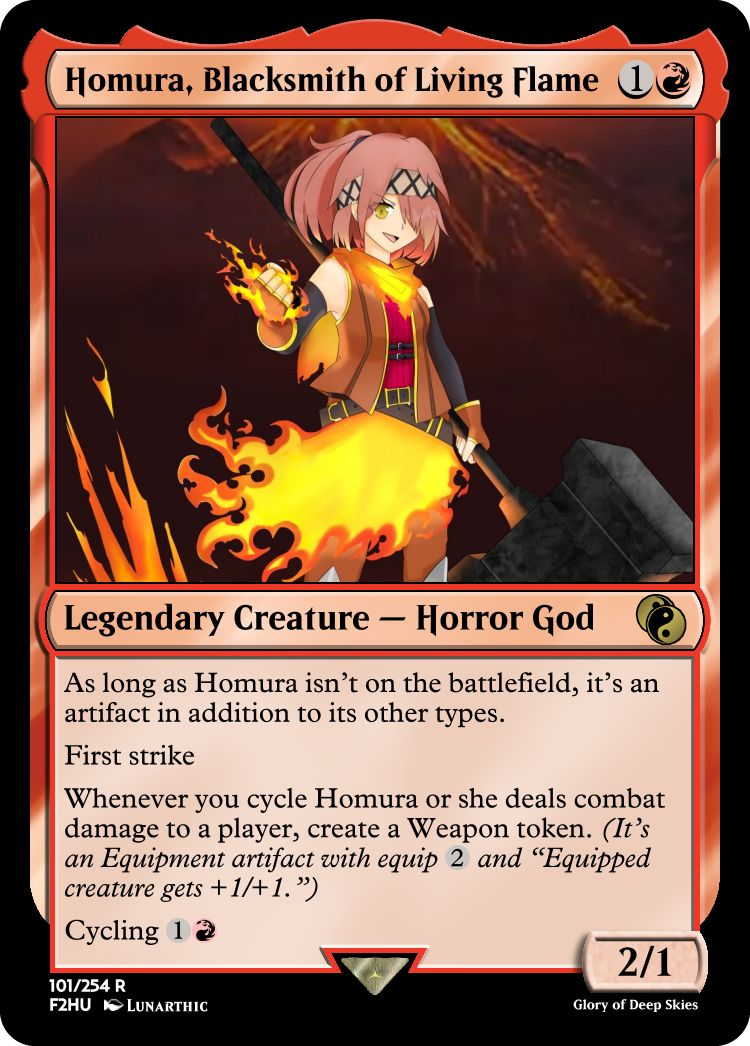 Homura, Blacksmith of Living Flame 1
Legendary Creature — Horror God
As long as Homura isn't on the battlefield, it's an
artifact in addition to its other types.
First strike
Whenever you cycle Homura or she deals combat
damage to a player, create a Weapon token. (It's
an Equipment artifact with equip 2 and "Equipped
creature gets +1/+1.")
Cycling 1
2/1
101/254 R
F2HU Lunarthic
Glory of Deep Skies